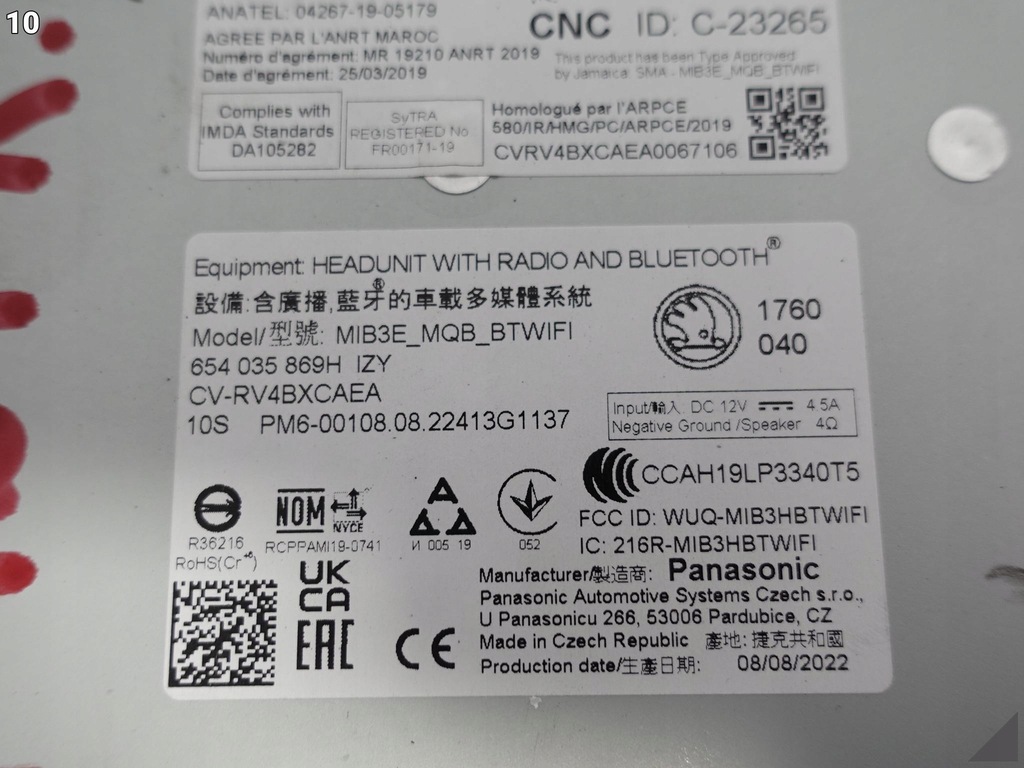 10
ANATEL: 04267-19-05179
AGREE PAR L'ANRT MAROC
Numéro d'agrément: MR 19210 ANRT 2019
Date d'agrément: 25/03/2019
CNC ID: C-23265
This product has been Type Approved
by Jamaica: SMA - MIB3E_MQB_BTWIFI
Complies with
IMDA Standards
DA105282
SyTRA
REGISTERED No.
FR00171-19
Homologué par l'ARPCE
580/IR/HMG/PC/ARPCE/2019
CVRV4BXCAEA0067106
Equipment: HEADUNIT WITH RADIO AND BLUETOOTH®
設備:含廣播,藍牙®的車載多媒體系統
Model/型號: MIB3E_MQB_BTWIFI
654 035 869H IZY
CV-RV4BXCAEA
10S PM6-00108.08.22413G1137
1760
040
Input/輸入: DC 12V 4.5A
Negative Ground /Speaker 4Ω
R36216
RoHS(Cr+6)
NOM
NYCE
RCPPAMI19-0741
И 005 19
052
CCAH19LP3340T5
FCC ID: WUQ-MIB3HBTWIFI
IC: 216R-MIB3HBTWIFI
UK
CA
EAC
CE
Manufacturer/製造商: Panasonic
Panasonic Automotive Systems Czech s.r.o.,
U Panasonicu 266, 53006 Pardubice, CZ
Made in Czech Republic 產地: 捷克共和國
Production date/生產日期: 08/08/2022